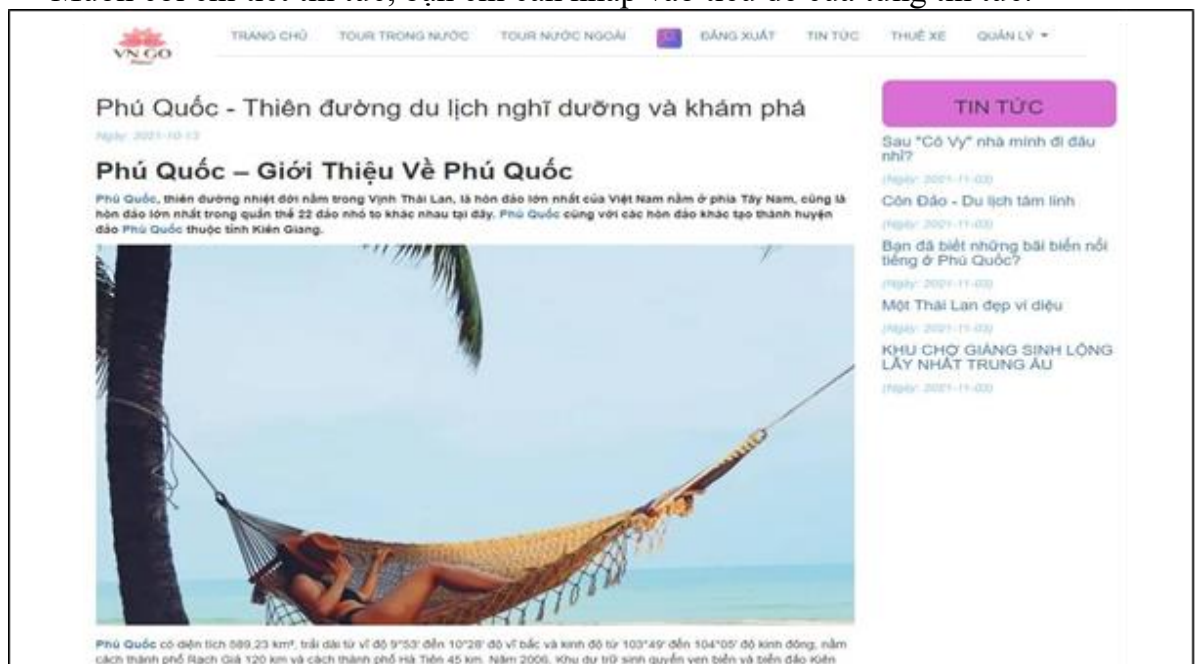 Muốn coi chi tiết tin tức, bạn chỉ cần nhấp vào tiêu đề của từng tin tức.
VN GO
TRANG CHỦ TOUR TRONG NƯỚC TOUR NƯỚC NGOÀI ĐĂNG XUẤT TIN TỨC THUÊ XE QUẢN LÝ
Phú Quốc - Thiên đường du lịch nghĩ dưỡng và khám phá
Ngày: 2021-10-13
Phú Quốc – Giới Thiệu Về Phú Quốc
Phú Quốc, thiên đường nhiệt đới nằm trong Vịnh Thái Lan, là hòn đảo lớn nhất của Việt Nam nằm ở phía Tây Nam, cũng là
hòn đảo lớn nhất trong quần thể 22 đảo nhỏ to khác nhau tại đây. Phú Quốc cùng với các hòn đảo khác tạo thành huyện
đảo Phú Quốc thuộc tỉnh Kiên Giang.
Phú Quốc có diện tích 589,23 km², trải dài từ vĩ độ 9°53' đến 10°28' độ vĩ bắc và kinh độ từ 103°49' đến 104°05' độ kinh đông, nằm
cách thành phố Rạch Giá 120 km và cách thành phố Hà Tiên 45 km. Năm 2006, Khu dự trữ sinh quyển ven biển và biển đảo Kiên
TIN TỨC
Sau "Cô Vy" nhà mình đi đâu
nhỉ?
(Ngày: 2021-11-03)
Côn Đảo - Du lịch tâm linh
(Ngày: 2021-11-03)
Bạn đã biết những bãi biển nổi
tiếng ở Phú Quốc?
(Ngày: 2021-11-03)
Một Thái Lan đẹp vi diệu
(Ngày: 2021-11-03)
KHU CHỢ GIÁNG SINH LỘNG
LẪY NHẤT TRUNG ÂU
(Ngày: 2021-11-03)